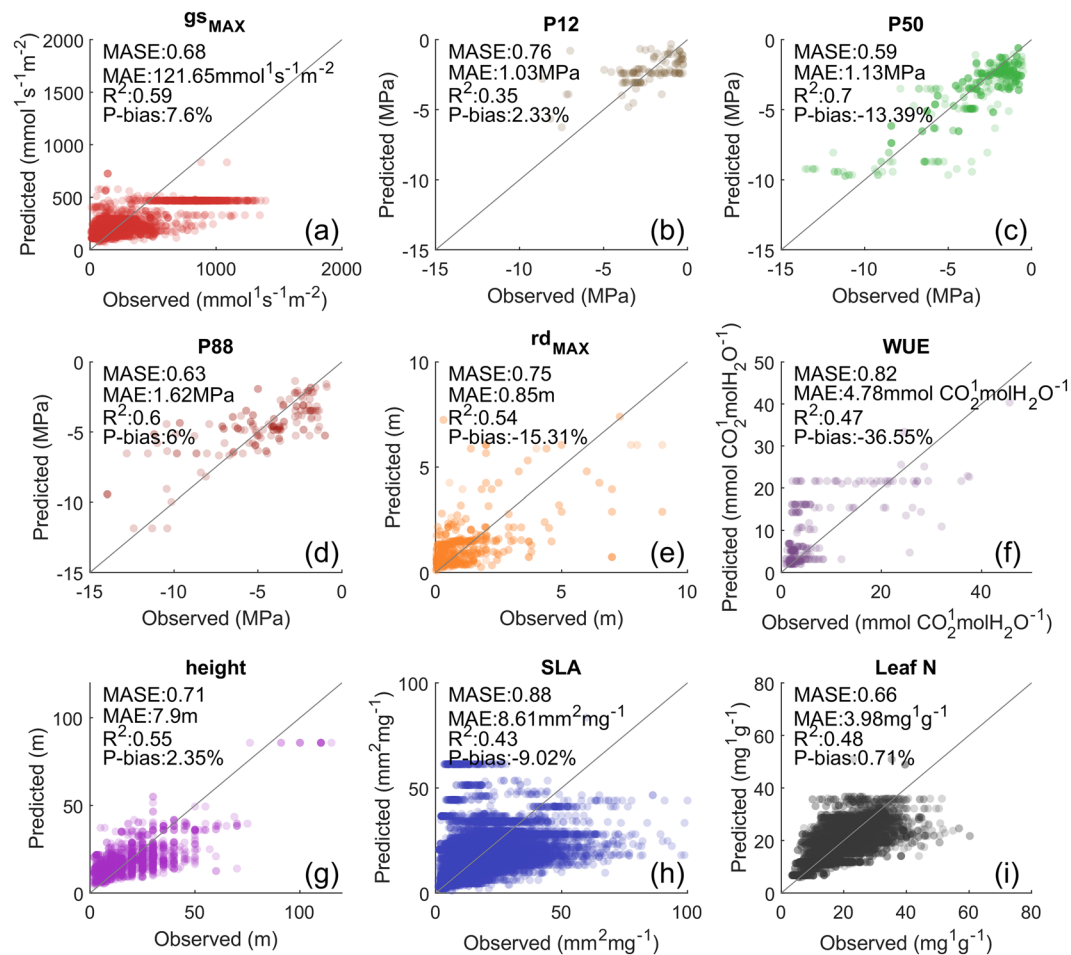 gsMAX
2000
1500
1000
500
0
MASE:0.68
MAE:121.65mmol¹s⁻¹m⁻²
R²:0.59
P-bias:7.6%
(a)
0 1000 2000
Predicted (mmol¹s⁻¹m⁻²)
Observed (mmol¹s⁻¹m⁻²)
P12
0
-5
-10
-15
MASE:0.76
MAE:1.03MPa
R²:0.35
P-bias:2.33%
(b)
-15 -10 -5 0
Predicted (MPa)
Observed (MPa)
P50
0
-5
-10
-15
MASE:0.59
MAE:1.13MPa
R²:0.7
P-bias:-13.39%
(c)
-15 -10 -5 0
Predicted (MPa)
Observed (MPa)
P88
0
-5
-10
-15
MASE:0.63
MAE:1.62MPa
R²:0.6
P-bias:6%
(d)
-15 -10 -5 0
Predicted (MPa)
Observed (MPa)
rdMAX
10
5
0
MASE:0.75
MAE:0.85m
R²:0.54
P-bias:-15.31%
(e)
0 5 10
Predicted (m)
Observed (m)
WUE
50
40
30
20
10
0
MASE:0.82
MAE:4.78mmol CO₂¹molH₂O⁻¹
R²:0.47
P-bias:-36.55%
(f)
0 20 40
Predicted (mmol CO₂¹molH₂O⁻¹)
Observed (mmol CO₂¹molH₂O⁻¹)
height
100
50
0
MASE:0.71
MAE:7.9m
R²:0.55
P-bias:2.35%
(g)
0 50 100
Predicted (m)
Observed (m)
SLA
100
50
0
MASE:0.88
MAE:8.61mm²mg⁻¹
R²:0.43
P-bias:-9.02%
(h)
0 50 100
Predicted (mm²mg⁻¹)
Observed (mm²mg⁻¹)
Leaf N
80
60
40
20
0
MASE:0.66
MAE:3.98mg¹g⁻¹
R²:0.48
P-bias:0.71%
(i)
0 20 40 60 80
Predicted (mg¹g⁻¹)
Observed (mg¹g⁻¹)